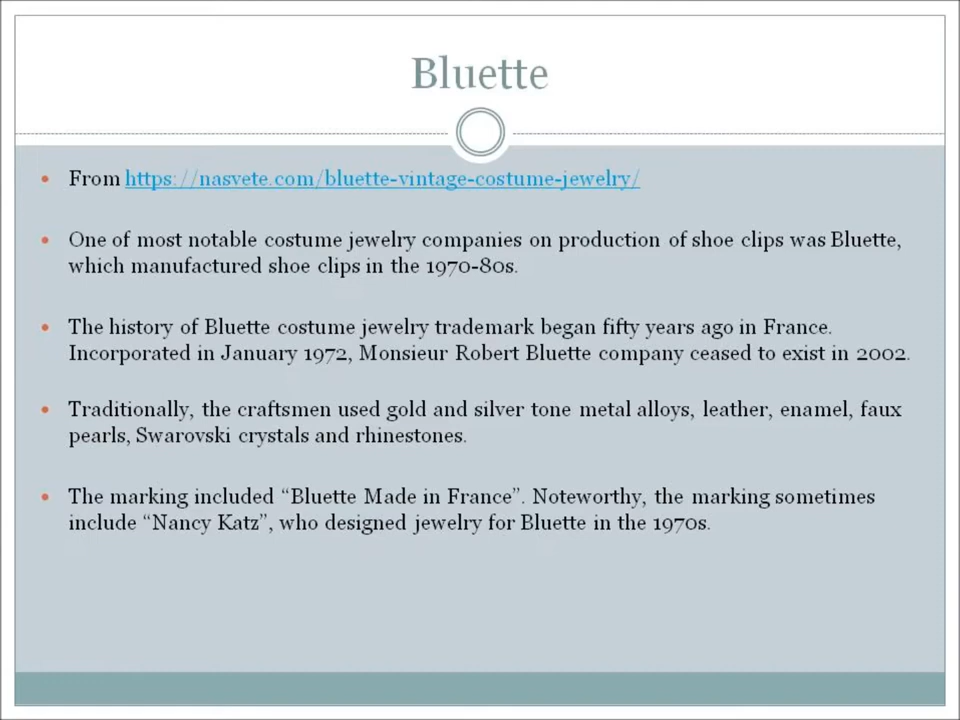 Bluette
From https://nasvete.com/bluette-vintage-costume-jewelry/
One of most notable costume jewelry companies on production of shoe clips was Bluette,
which manufactured shoe clips in the 1970-80s.
The history of Bluette costume jewelry trademark began fifty years ago in France.
Incorporated in January 1972, Monsieur Robert Bluette company ceased to exist in 2002.
Traditionally, the craftsmen used gold and silver tone metal alloys, leather, enamel, faux
pearls, Swarovski crystals and rhinestones.
The marking included “Bluette Made in France”. Noteworthy, the marking sometimes
include “Nancy Katz”, who designed jewelry for Bluette in the 1970s.